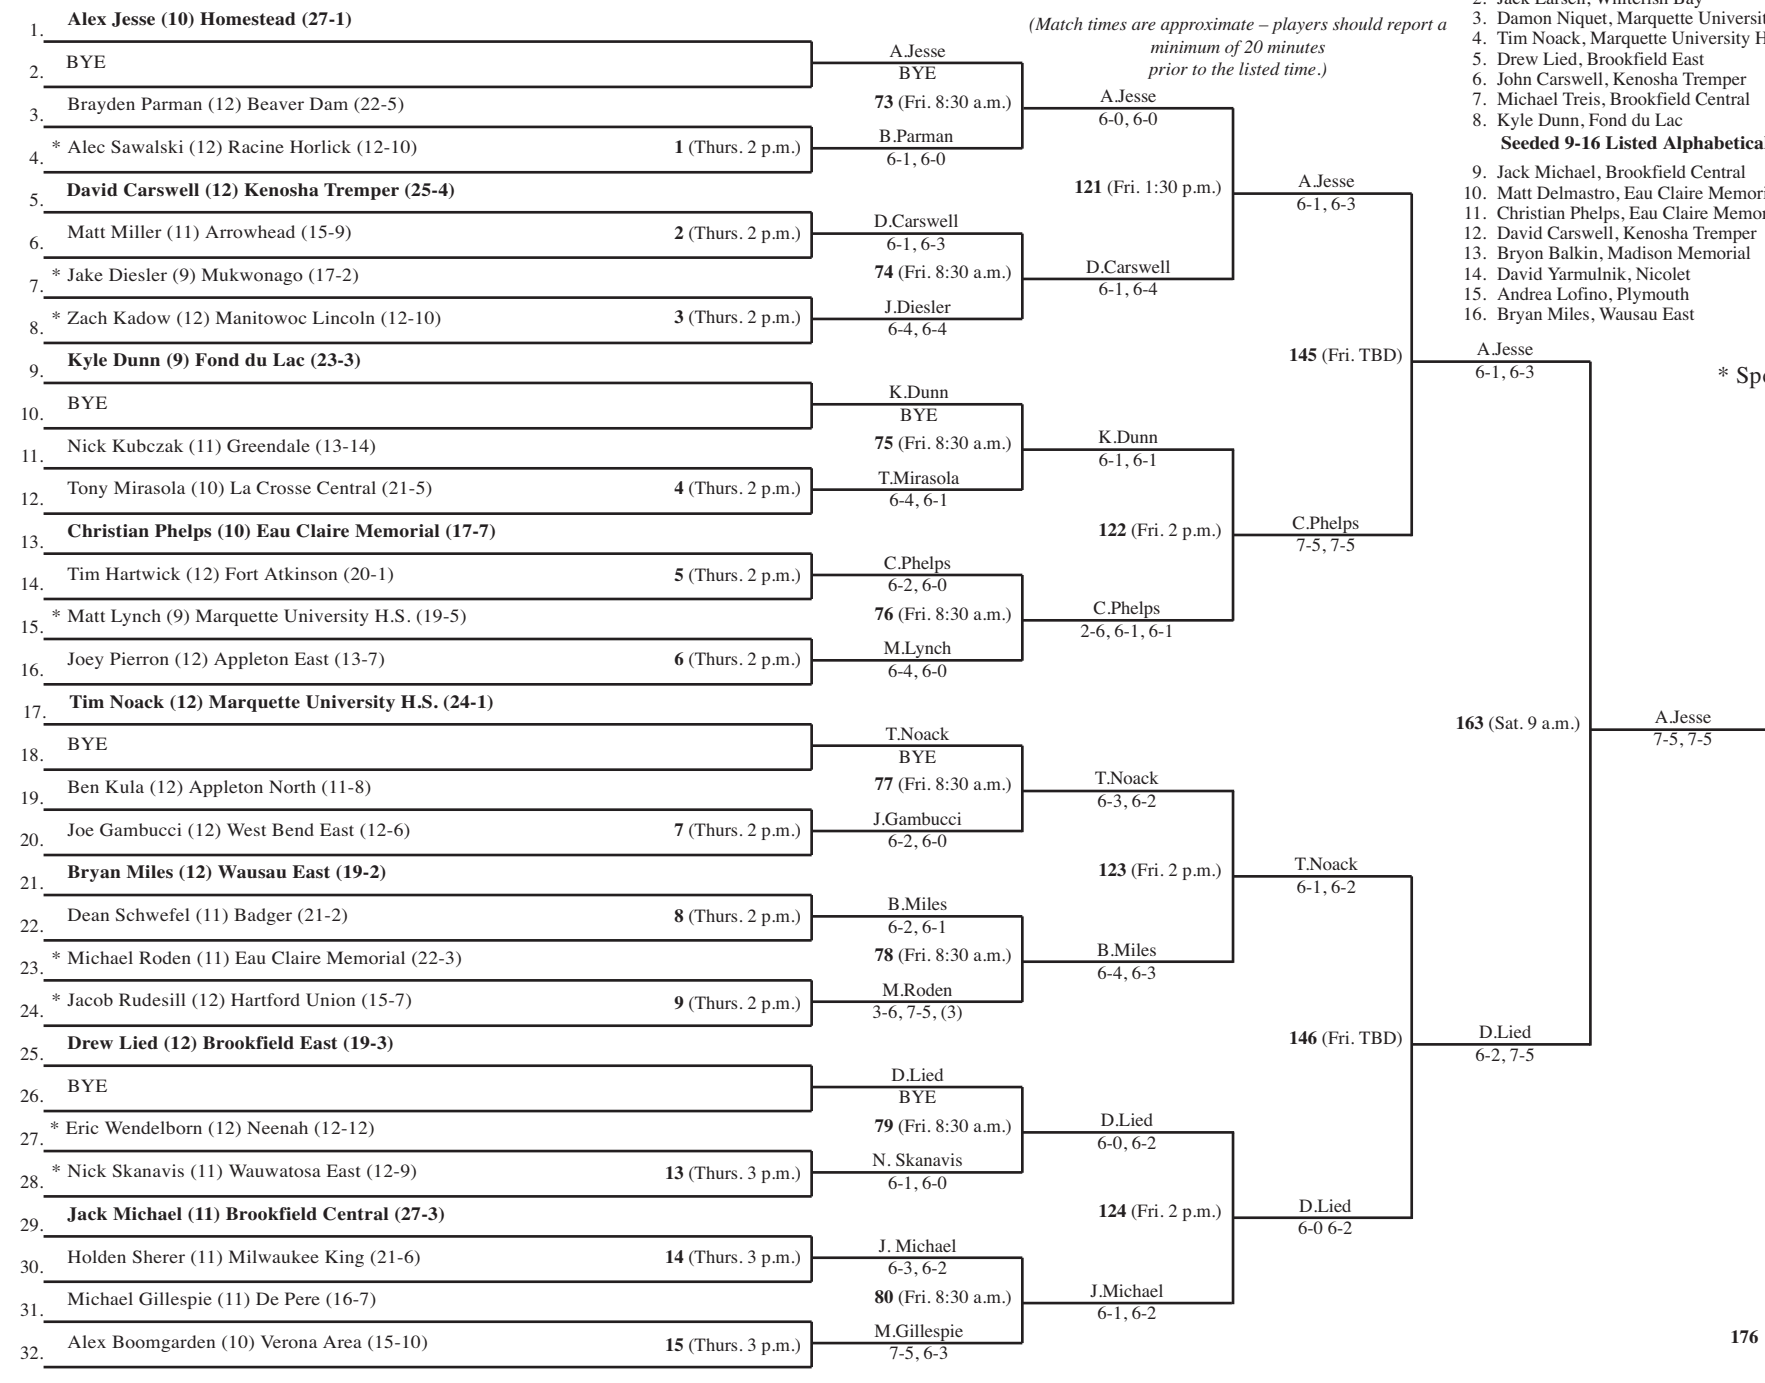 1. Alex Jesse (10) Homestead (27-1)
2. BYE
3. Brayden Parman (12) Beaver Dam (22-5)
4. * Alec Sawalski (12) Racine Horlick (12-10)
5. David Carswell (12) Kenosha Tremper (25-4)
6. Matt Miller (11) Arrowhead (15-9)
7. * Jake Diesler (9) Mukwonago (17-2)
8. * Zach Kadow (12) Manitowoc Lincoln (12-10)
9. Kyle Dunn (9) Fond du Lac (23-3)
10. BYE
11. Nick Kubczak (11) Greendale (13-14)
12. Tony Mirasola (10) La Crosse Central (21-5)
13. Christian Phelps (10) Eau Claire Memorial (17-7)
14. Tim Hartwick (12) Fort Atkinson (20-1)
15. * Matt Lynch (9) Marquette University H.S. (19-5)
16. Joey Pierron (12) Appleton East (13-7)
17. Tim Noack (12) Marquette University H.S. (24-1)
18. BYE
19. Ben Kula (12) Appleton North (11-8)
20. Joe Gambucci (12) West Bend East (12-6)
21. Bryan Miles (12) Wausau East (19-2)
22. Dean Schwefel (11) Badger (21-2)
23. * Michael Roden (11) Eau Claire Memorial (22-3)
24. * Jacob Rudesill (12) Hartford Union (15-7)
25. Drew Lied (12) Brookfield East (19-3)
26. BYE
27. * Eric Wendelborn (12) Neenah (12-12)
28. * Nick Skanavis (11) Wauwatosa East (12-9)
29. Jack Michael (11) Brookfield Central (27-3)
30. Holden Sherer (11) Milwaukee King (21-6)
31. Michael Gillespie (11) De Pere (16-7)
32. Alex Boomgarden (10) Verona Area (15-10)
1 (Thurs. 2 p.m.)
2 (Thurs. 2 p.m.)
3 (Thurs. 2 p.m.)
4 (Thurs. 2 p.m.)
5 (Thurs. 2 p.m.)
6 (Thurs. 2 p.m.)
7 (Thurs. 2 p.m.)
8 (Thurs. 2 p.m.)
9 (Thurs. 2 p.m.)
13 (Thurs. 3 p.m.)
14 (Thurs. 3 p.m.)
15 (Thurs. 3 p.m.)
A.Jesse
BYE
73 (Fri. 8:30 a.m.)
B.Parman
6-1, 6-0
D.Carswell
6-1, 6-3
74 (Fri. 8:30 a.m.)
J.Diesler
6-4, 6-4
K.Dunn
BYE
75 (Fri. 8:30 a.m.)
T.Mirasola
6-4, 6-1
C.Phelps
6-2, 6-0
76 (Fri. 8:30 a.m.)
M.Lynch
6-4, 6-0
T.Noack
BYE
77 (Fri. 8:30 a.m.)
J.Gambucci
6-2, 6-0
B.Miles
6-2, 6-1
78 (Fri. 8:30 a.m.)
M.Roden
3-6, 7-5, (3)
D.Lied
BYE
79 (Fri. 8:30 a.m.)
N. Skanavis
6-1, 6-0
J. Michael
6-3, 6-2
80 (Fri. 8:30 a.m.)
M.Gillespie
7-5, 6-3
(Match times are approximate – players should report a
minimum of 20 minutes
prior to the listed time.)
A.Jesse
6-0, 6-0
121 (Fri. 1:30 p.m.)
D.Carswell
6-1, 6-4
K.Dunn
6-1, 6-1
122 (Fri. 2 p.m.)
C.Phelps
2-6, 6-1, 6-1
T.Noack
6-3, 6-2
123 (Fri. 2 p.m.)
B.Miles
6-4, 6-3
D.Lied
6-0, 6-2
124 (Fri. 2 p.m.)
J.Michael
6-1, 6-2
A.Jesse
6-1, 6-3
145 (Fri. TBD)
C.Phelps
7-5, 7-5
T.Noack
6-1, 6-2
146 (Fri. TBD)
D.Lied
6-0 6-2
A.Jesse
6-1, 6-3
163 (Sat. 9 a.m.)
D.Lied
6-2, 7-5
A.Jesse
7-5, 7-5
2. Jack Larsen, Whitefish Bay
3. Damon Niquet, Marquette Universit
4. Tim Noack, Marquette University H
5. Drew Lied, Brookfield East
6. John Carswell, Kenosha Tremper
7. Michael Treis, Brookfield Central
8. Kyle Dunn, Fond du Lac
Seeded 9-16 Listed Alphabetical
9. Jack Michael, Brookfield Central
10. Matt Delmastro, Eau Claire Memori
11. Christian Phelps, Eau Claire Memor
12. David Carswell, Kenosha Tremper
13. Bryon Balkin, Madison Memorial
14. David Yarmulnik, Nicolet
15. Andrea Lofino, Plymouth
16. Bryan Miles, Wausau East
* Spe
176